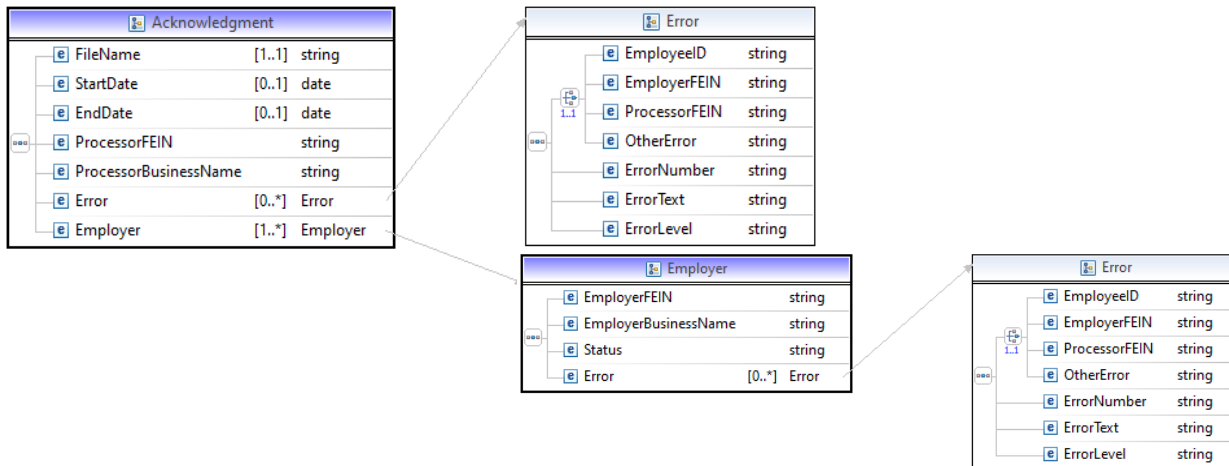 Acknowledgment
e FileName [1..1] string
e StartDate [0..1] date
e EndDate [0..1] date
e ProcessorFEIN string
e ProcessorBusinessName string
e Error [0..*] Error
e Employer [1..*] Employer
Error
e EmployeeID string
e EmployerFEIN string
1..1
e ProcessorFEIN string
e OtherError string
e ErrorNumber string
e ErrorText string
e ErrorLevel string
Employer
e EmployerFEIN string
e EmployerBusinessName string
e Status string
e Error [0..*] Error
Error
e EmployeeID string
e EmployerFEIN string
1..1
e ProcessorFEIN string
e OtherError string
e ErrorNumber string
e ErrorText string
e ErrorLevel string